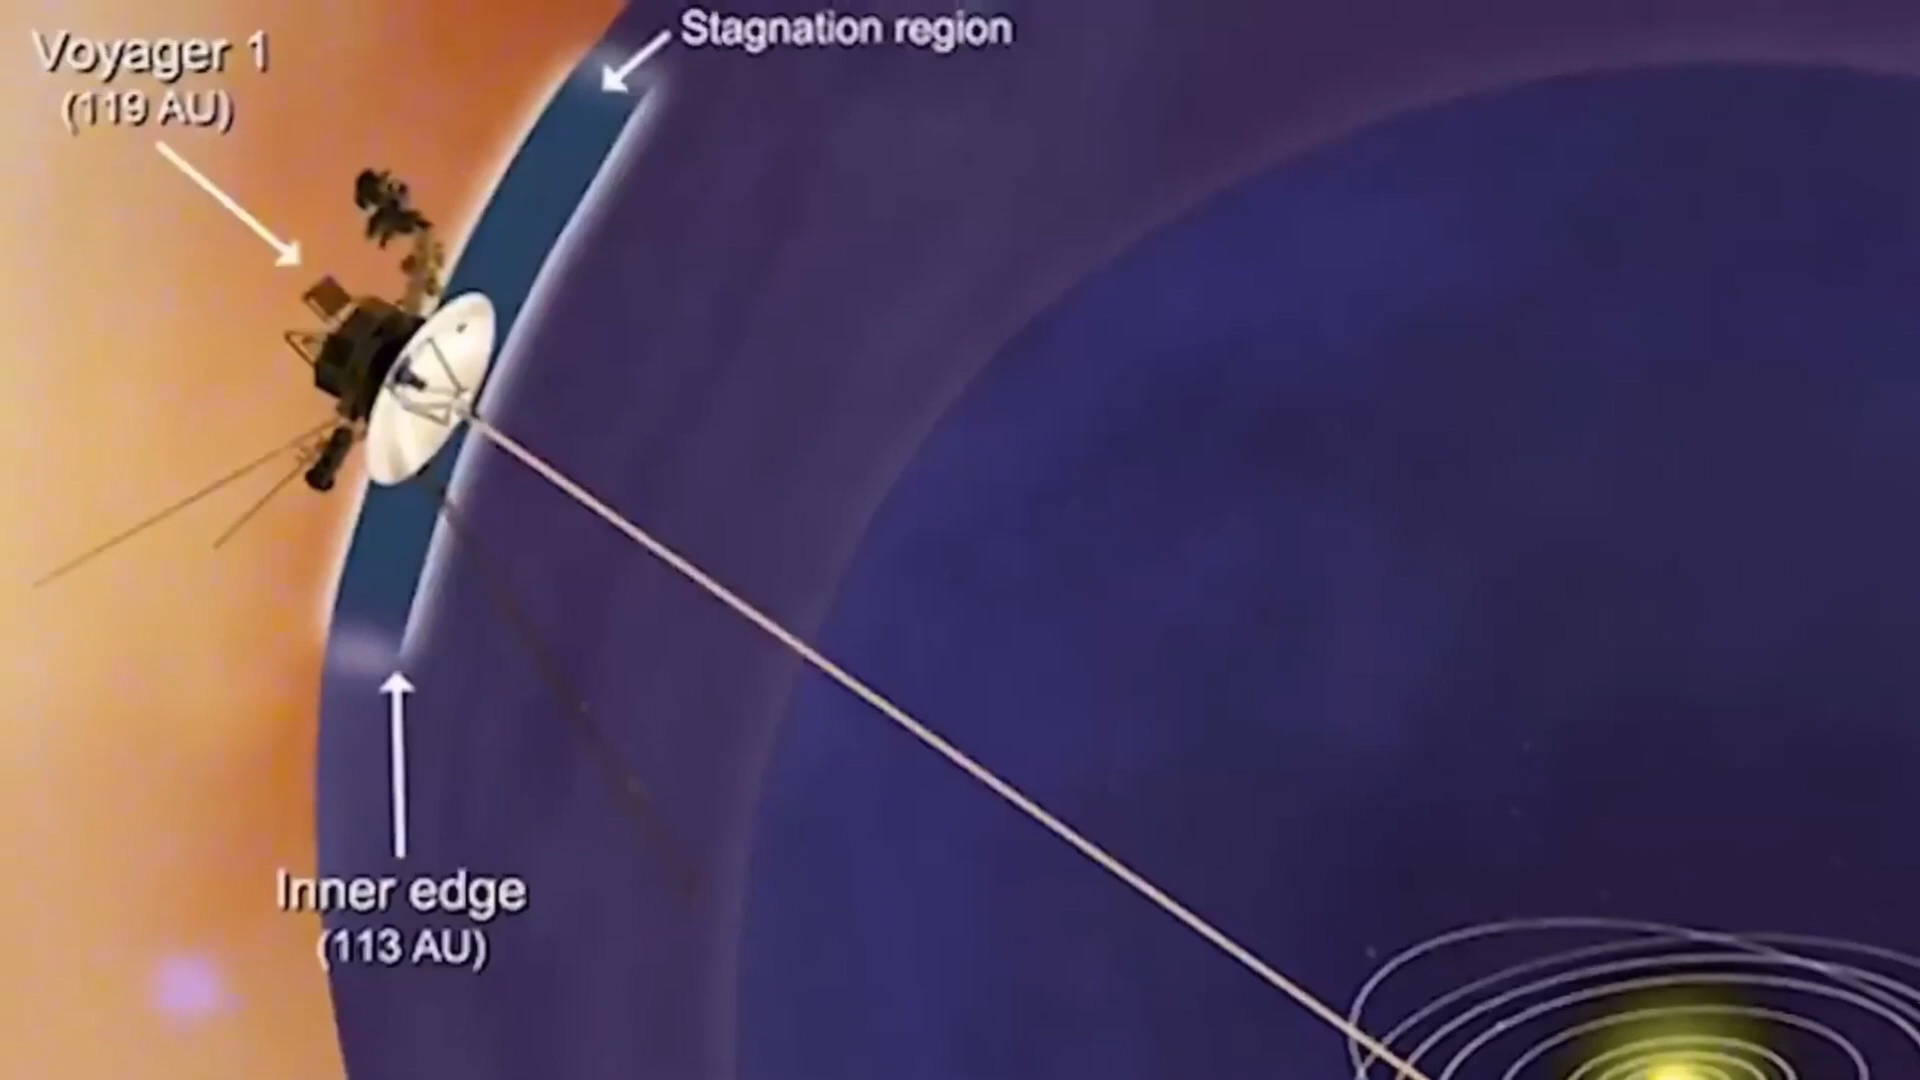 Voyager 1
(119 AU)
Stagnation region
Inner edge
(113 AU)